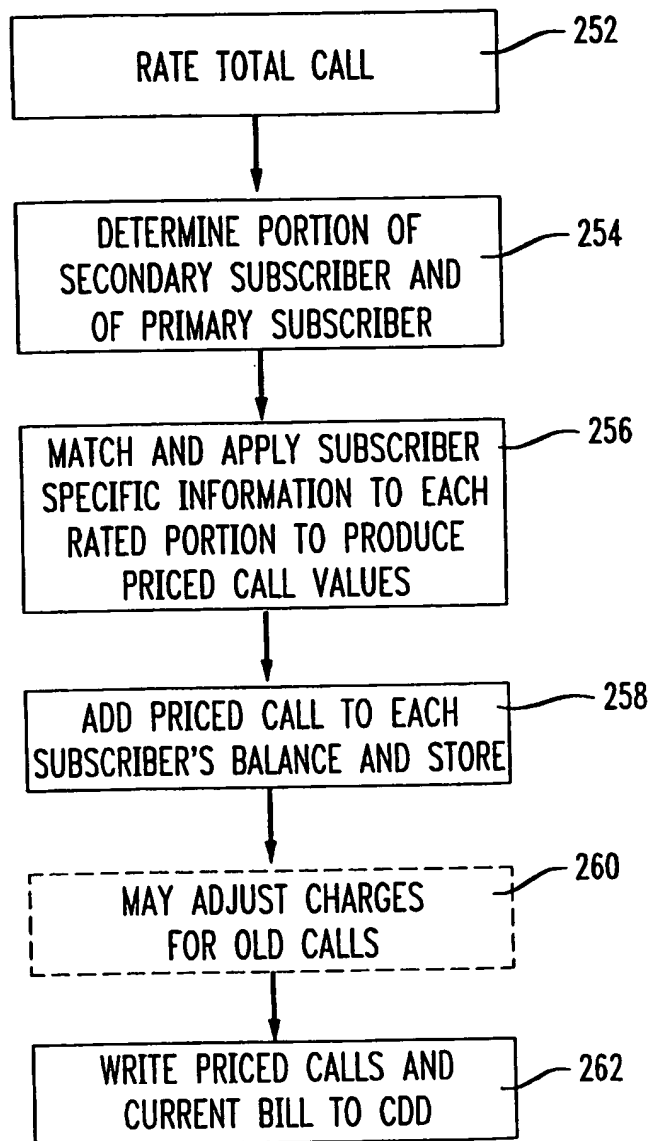 RATE TOTAL CALL
252
DETERMINE PORTION OF
SECONDARY SUBSCRIBER AND
OF PRIMARY SUBSCRIBER
254
MATCH AND APPLY SUBSCRIBER
SPECIFIC INFORMATION TO EACH
RATED PORTION TO PRODUCE
PRICED CALL VALUES
256
ADD PRICED CALL TO EACH
SUBSCRIBER'S BALANCE AND STORE
258
MAY ADJUST CHARGES
FOR OLD CALLS
260
WRITE PRICED CALLS AND
CURRENT BILL TO CDD
262